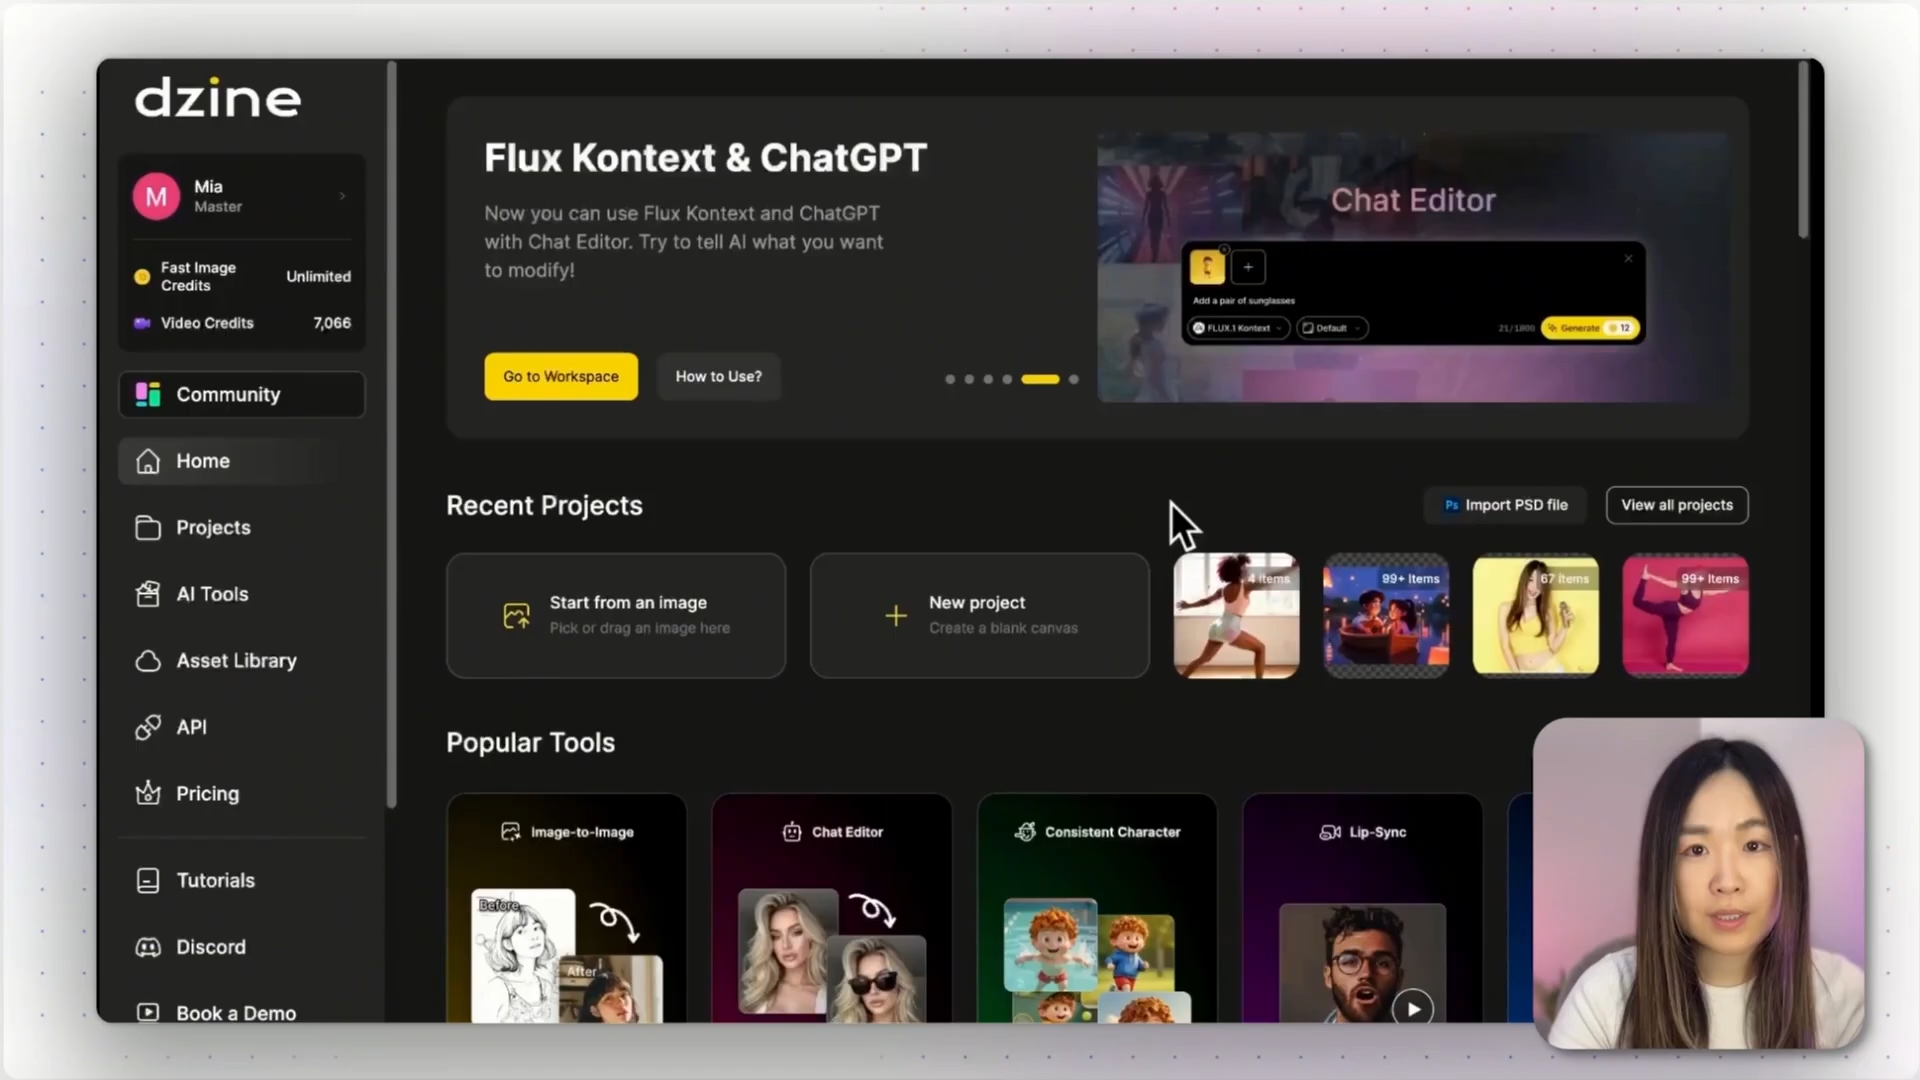 dzine
M
Mia
Master
Fast Image
Credits
Unlimited
Video Credits
7,066
Community
Home
Projects
AI Tools
Asset Library
API
Pricing
Tutorials
Discord
Book a Demo
Flux Kontext & ChatGPT
Now you can use Flux Kontext and ChatGPT
with Chat Editor. Try to tell AI what you want
to modify!
Go to Workspace
How to Use?
Chat Editor
Add a pair of sunglasses
FLUX.1 Kontext
Default
21/1800
Generate
12
Recent Projects
Ps Import PSD file
View all projects
Start from an image
Pick or drag an image here
New project
Create a blank canvas
4 items
99+ items
67 items
99+ items
Popular Tools
Image-to-Image
Before
After
Chat Editor
Consistent Character
Lip-Sync